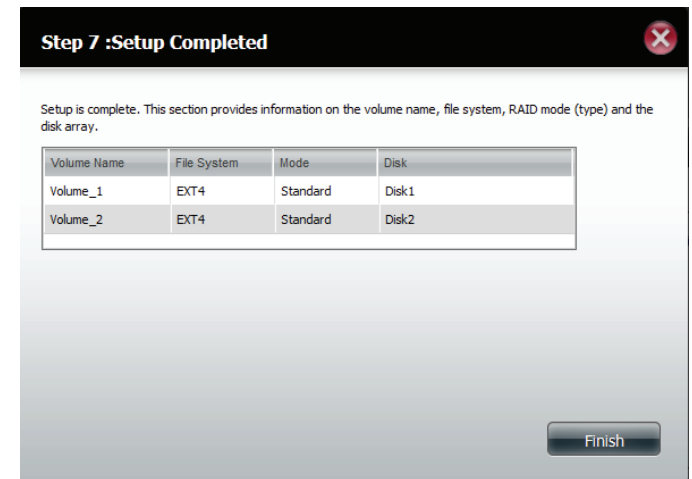 Step 7 :Setup Completed
Setup is complete. This section provides information on the volume name, file system, RAID mode (type) and the
disk array.
Volume Name File System Mode Disk
Volume_1 EXT4 Standard Disk1
Volume_2 EXT4 Standard Disk2
Finish